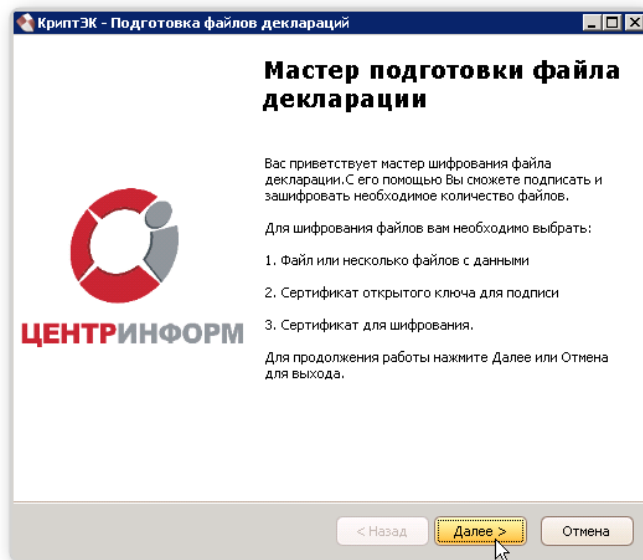 КриптЭК - Подготовка файлов деклараций
Мастер подготовки файла
декларации
Вас приветствует мастер шифрования файла
декларации.С его помощью Вы сможете подписать и
зашифровать необходимое количество файлов.
Для шифрования файлов вам необходимо выбрать:
1. Файл или несколько файлов с данными
2. Сертификат открытого ключа для подписи
3. Сертификат для шифрования.
ЦЕНТРИНФОРМ
Для продолжения работы нажмите Далее или Отмена
для выхода.
< Назад
Далее >
Отмена